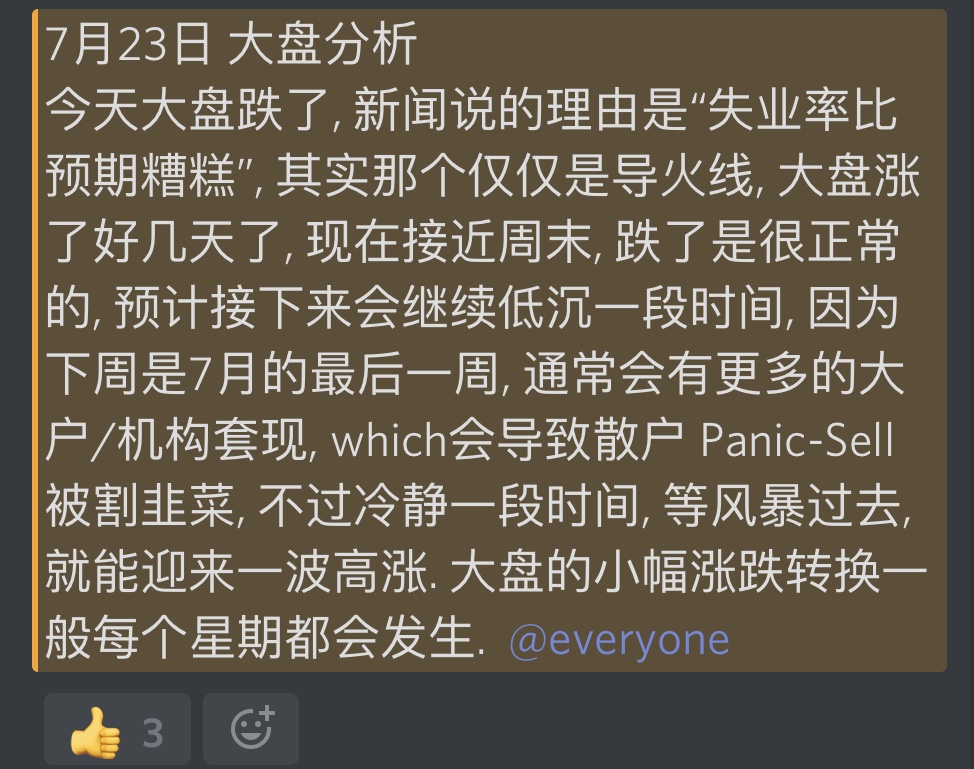 7月23日 大盘分析
今天大盘跌了, 新闻说的理由是“失业率比
预期糟糕”, 其实那个仅仅是导火线, 大盘涨
了好几天了, 现在接近周末, 跌了是很正常
的, 预计接下来会继续低沉一段时间, 因为
下周是7月的最后一周, 通常会有更多的大
户/机构套现, which会导致散户 Panic-Sell
被割韭菜, 不过冷静一段时间, 等风暴过去,
就能迎来一波高涨. 大盘的小幅涨跌转换一
般每个星期都会发生. @everyone
3